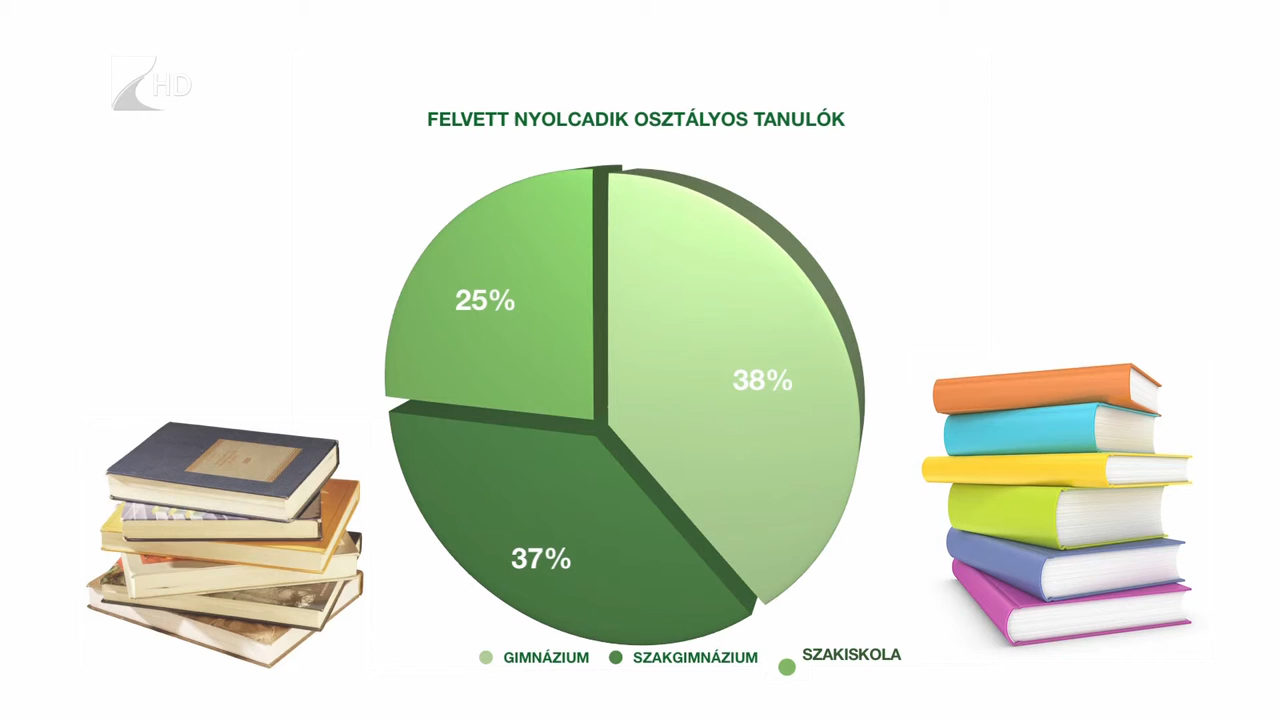 HD
FELVETT NYOLCADIK OSZTÁLYOS TANULÓK
25%
38%
37%
GIMNÁZIUM
SZAKGIMNÁZIUM
SZAKISKOLA